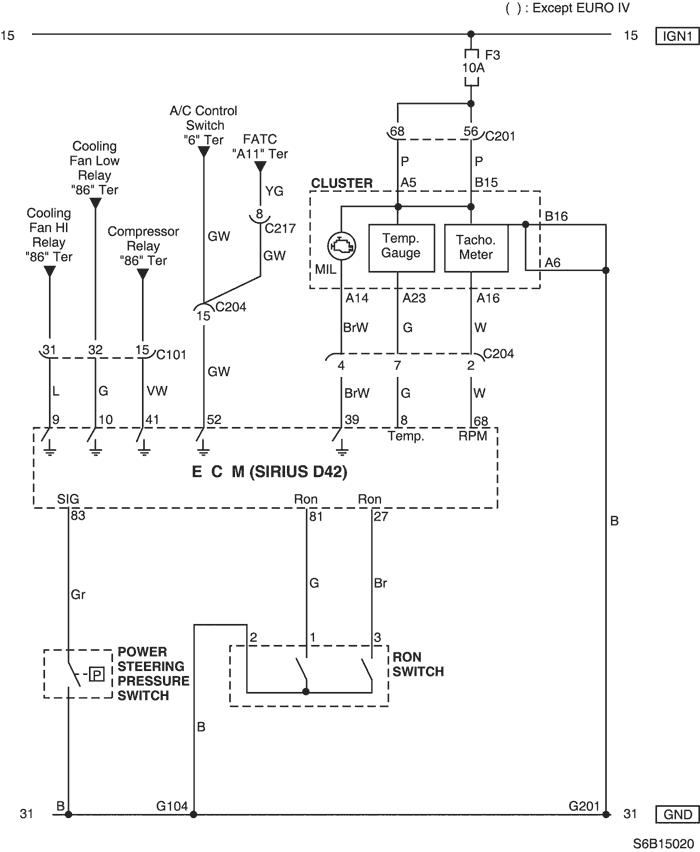 ( ) : Except EURO IV
15
15
IGN1
F3
10A
A/C Control
Switch
"6" Ter
FATC
"A11" Ter
Cooling
Fan Low
Relay
"86" Ter
68
56
C201
P
P
CLUSTER
A5
B15
YG
8
C217
Cooling
Fan HI
Relay
"86" Ter
Compressor
Relay
"86" Ter
GW
GW
B16
Temp.
Gauge
Tacho.
Meter
MIL
A6
A14
A23
A16
15
C204
BrW
G
W
31
32
15
C101
4
7
2
C204
GW
L
G
VW
BrW
G
W
9
10
41
52
39
8
68
Temp.
RPM
E C M (SIRIUS D42)
SIG
Ron
Ron
83
81
27
B
Gr
G
Br
2
1
3
POWER
STEERING
PRESSURE
SWITCH
P
RON
SWITCH
B
31
B
G104
G201
31
GND
S6B15020